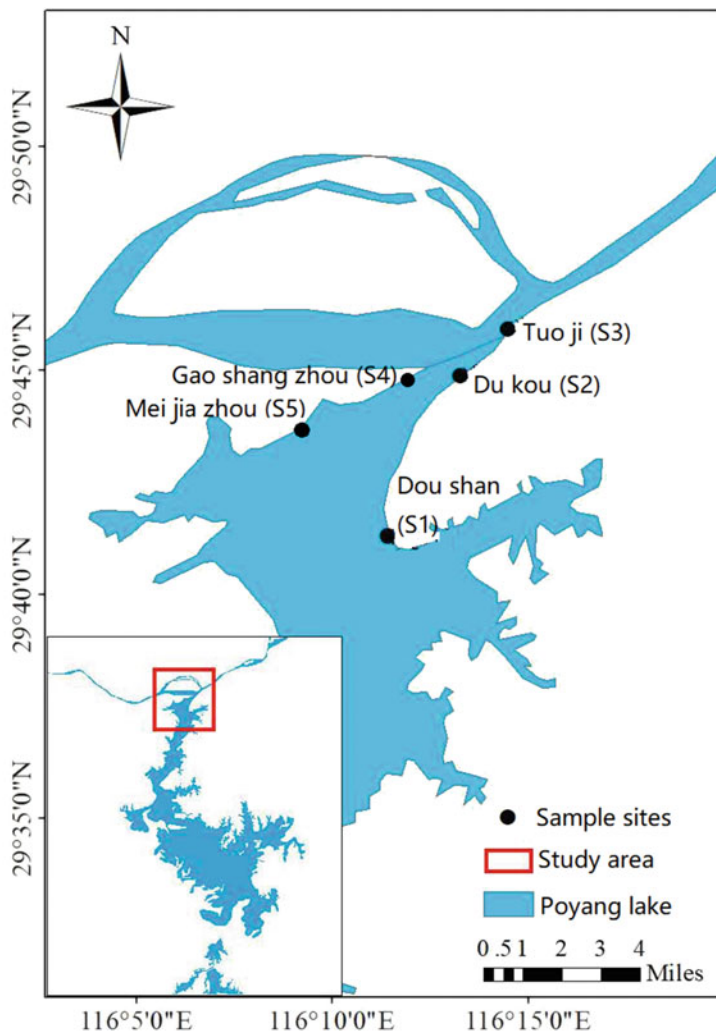 N
29°50'0"N
Tuo ji (S3)
29°45'0"N
Gao shang zhou (S4)
Du kou (S2)
Mei jia zhou (S5)
Dou shan
(S1)
29°40'0"N
29°35'0"N
Sample sites
Study area
Poyang lake
0 .5 1 2 3 4
Miles
116°5'0"E 116°10'0"E 116°15'0"E